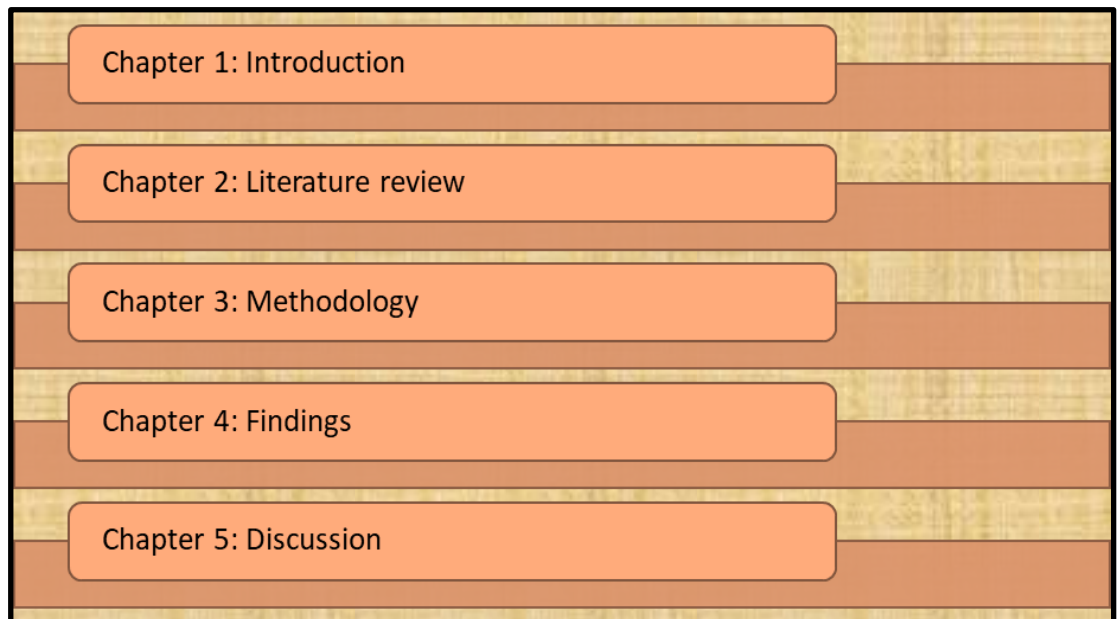 Chapter 1: Introduction
Chapter 2: Literature review
Chapter 3: Methodology
Chapter 4: Findings
Chapter 5: Discussion